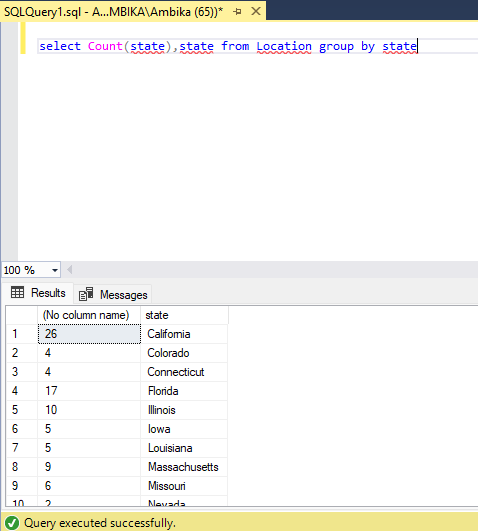 SQLQuery1.sql - A...MBIKA\Ambika (65))*
select Count(state),state from Location group by state
100 %
Results Messages
(No column name) state
1 26 California
2 4 Colorado
3 4 Connecticut
4 17 Florida
5 10 Illinois
6 5 Iowa
7 5 Louisiana
8 9 Massachusetts
9 6 Missouri
10 2 Nevada
Query executed successfully.